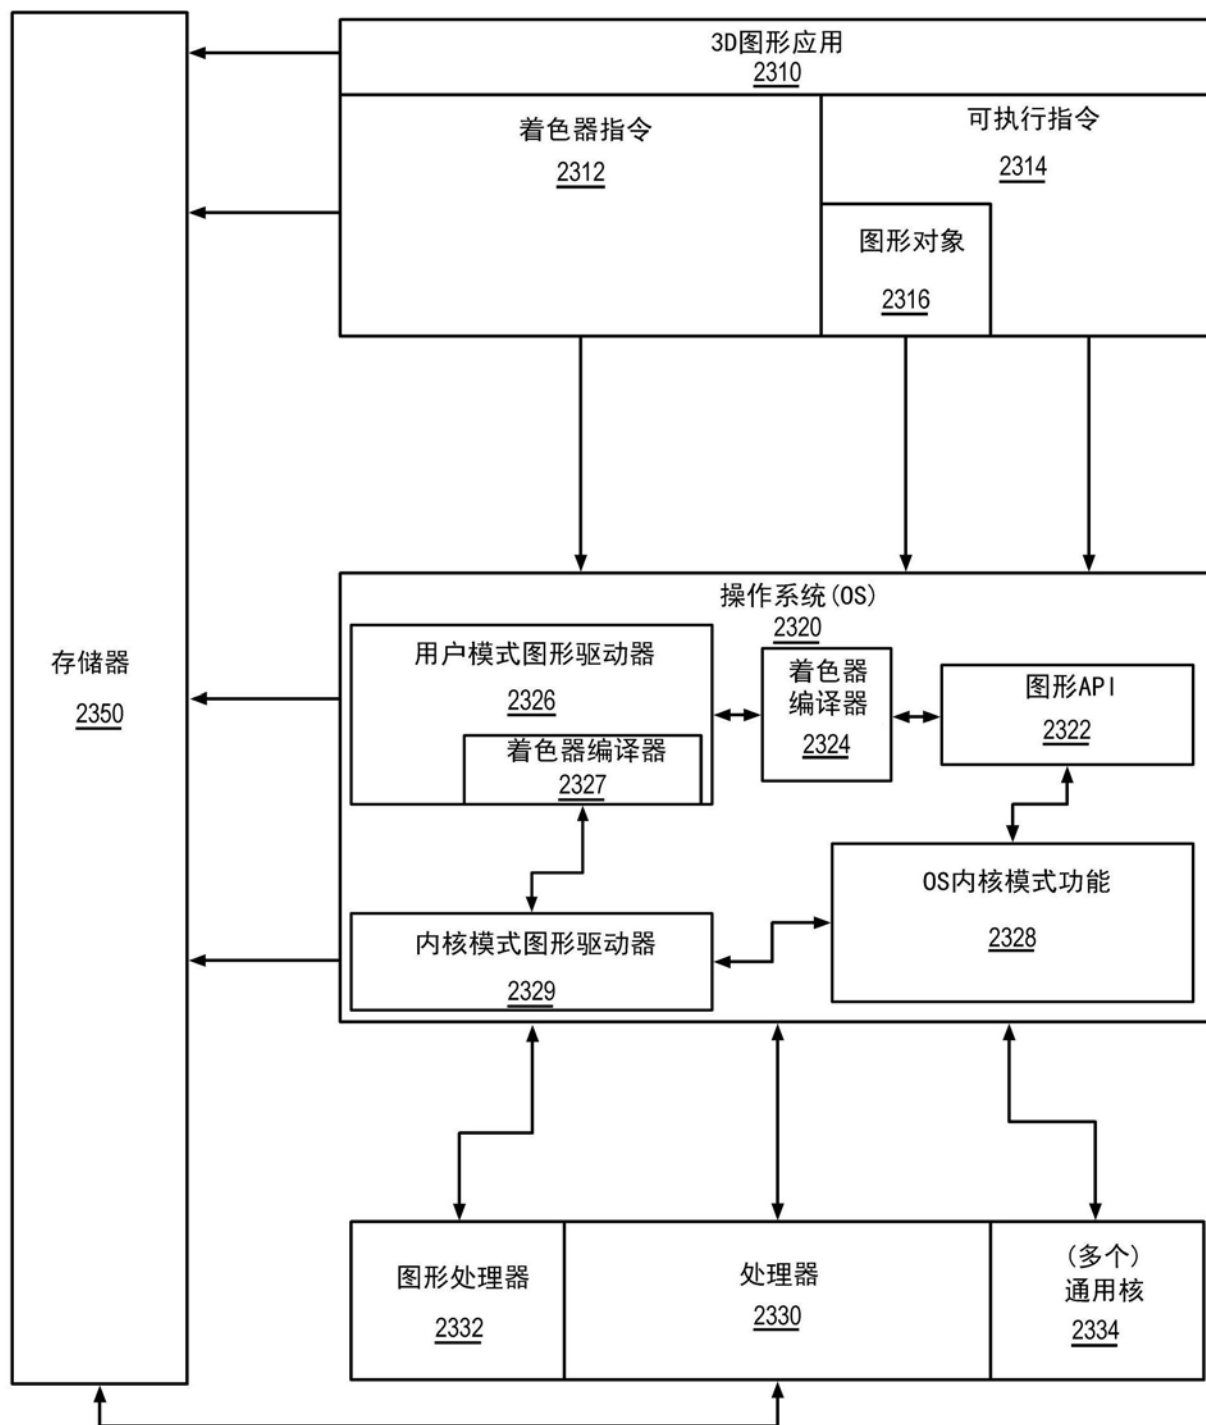 3D图形应用
2310
着色器指令
2312
可执行指令
2314
图形对象
2316
存储器
2350
操作系统(OS)
2320
用户模式图形驱动器
2326
着色器编译器
2327
着色器
编译器
2324
图形API
2322
OS内核模式功能
2328
内核模式图形驱动器
2329
图形处理器
2332
处理器
2330
(多个)
通用核
2334